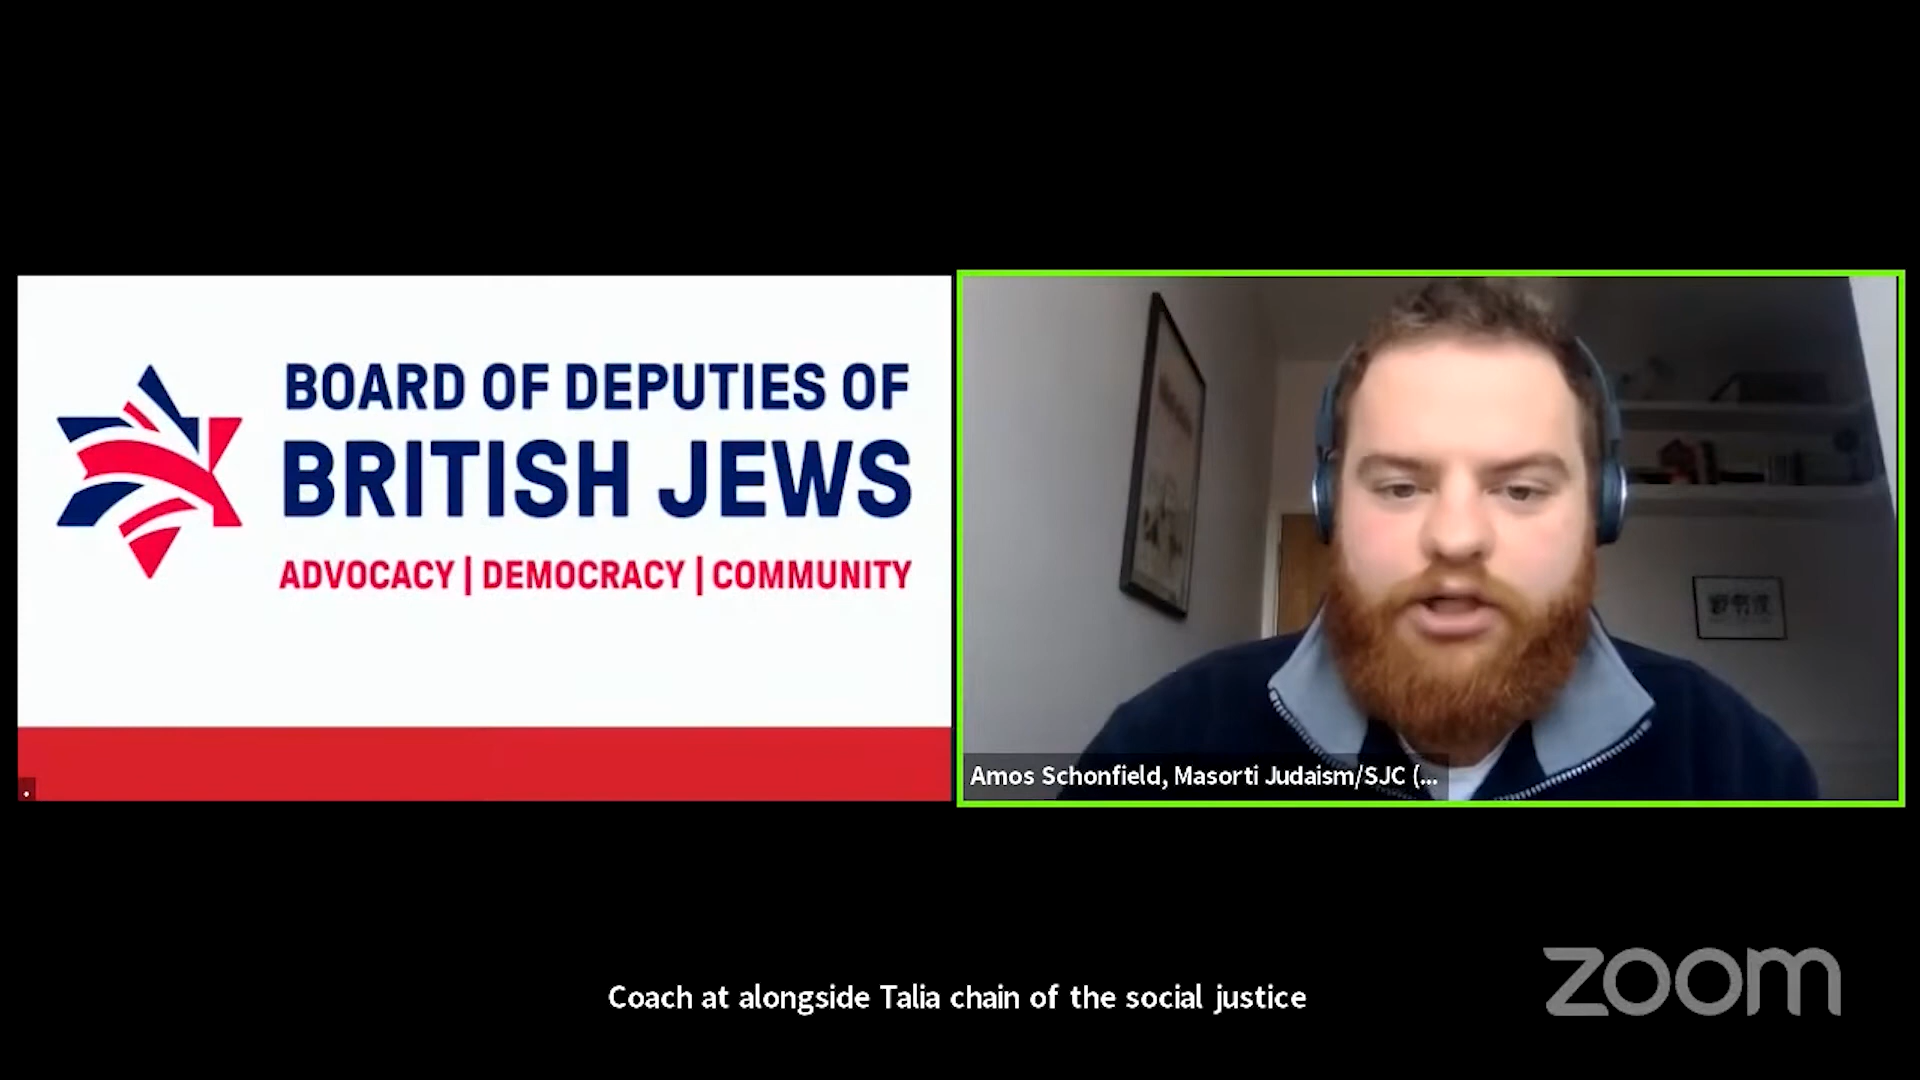 BOARD OF DEPUTIES OF
BRITISH JEWS
ADVOCACY | DEMOCRACY | COMMUNITY
Amos Schonfield, Masorti Judaism/SJC (...
Coach at alongside Talia chain of the social justice
zoom